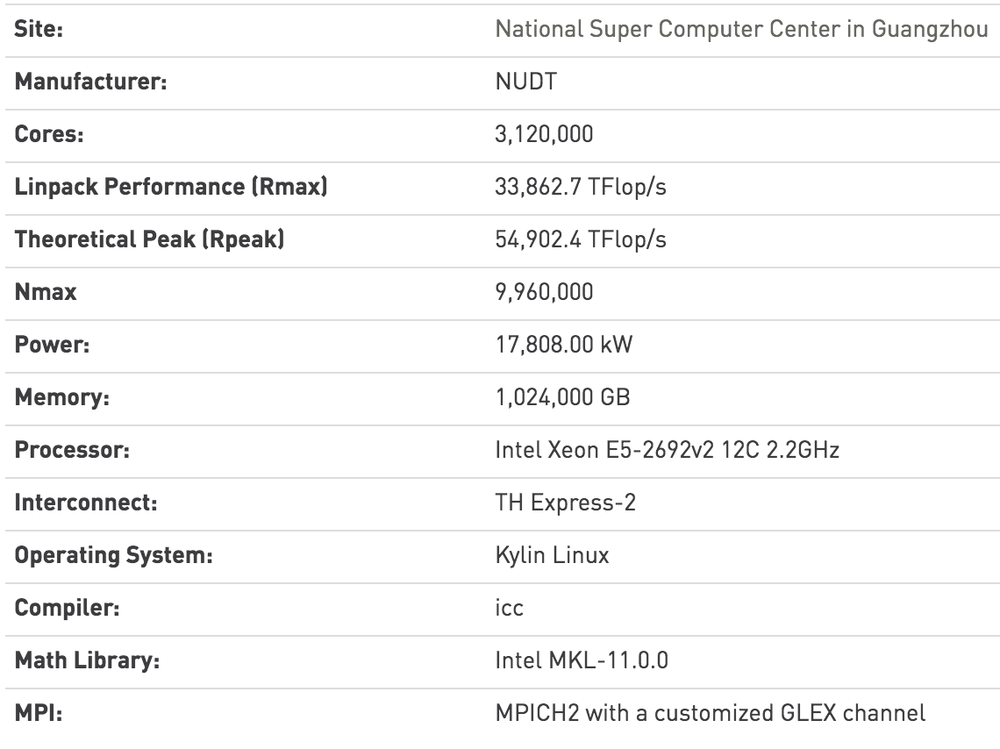 Site: National Super Computer Center in Guangzhou
Manufacturer: NUDT
Cores: 3,120,000
Linpack Performance (Rmax) 33,862.7 TFlop/s
Theoretical Peak (Rpeak) 54,902.4 TFlop/s
Nmax 9,960,000
Power: 17,808.00 kW
Memory: 1,024,000 GB
Processor: Intel Xeon E5-2692v2 12C 2.2GHz
Interconnect: TH Express-2
Operating System: Kylin Linux
Compiler: icc
Math Library: Intel MKL-11.0.0
MPI: MPICH2 with a customized GLEX channel